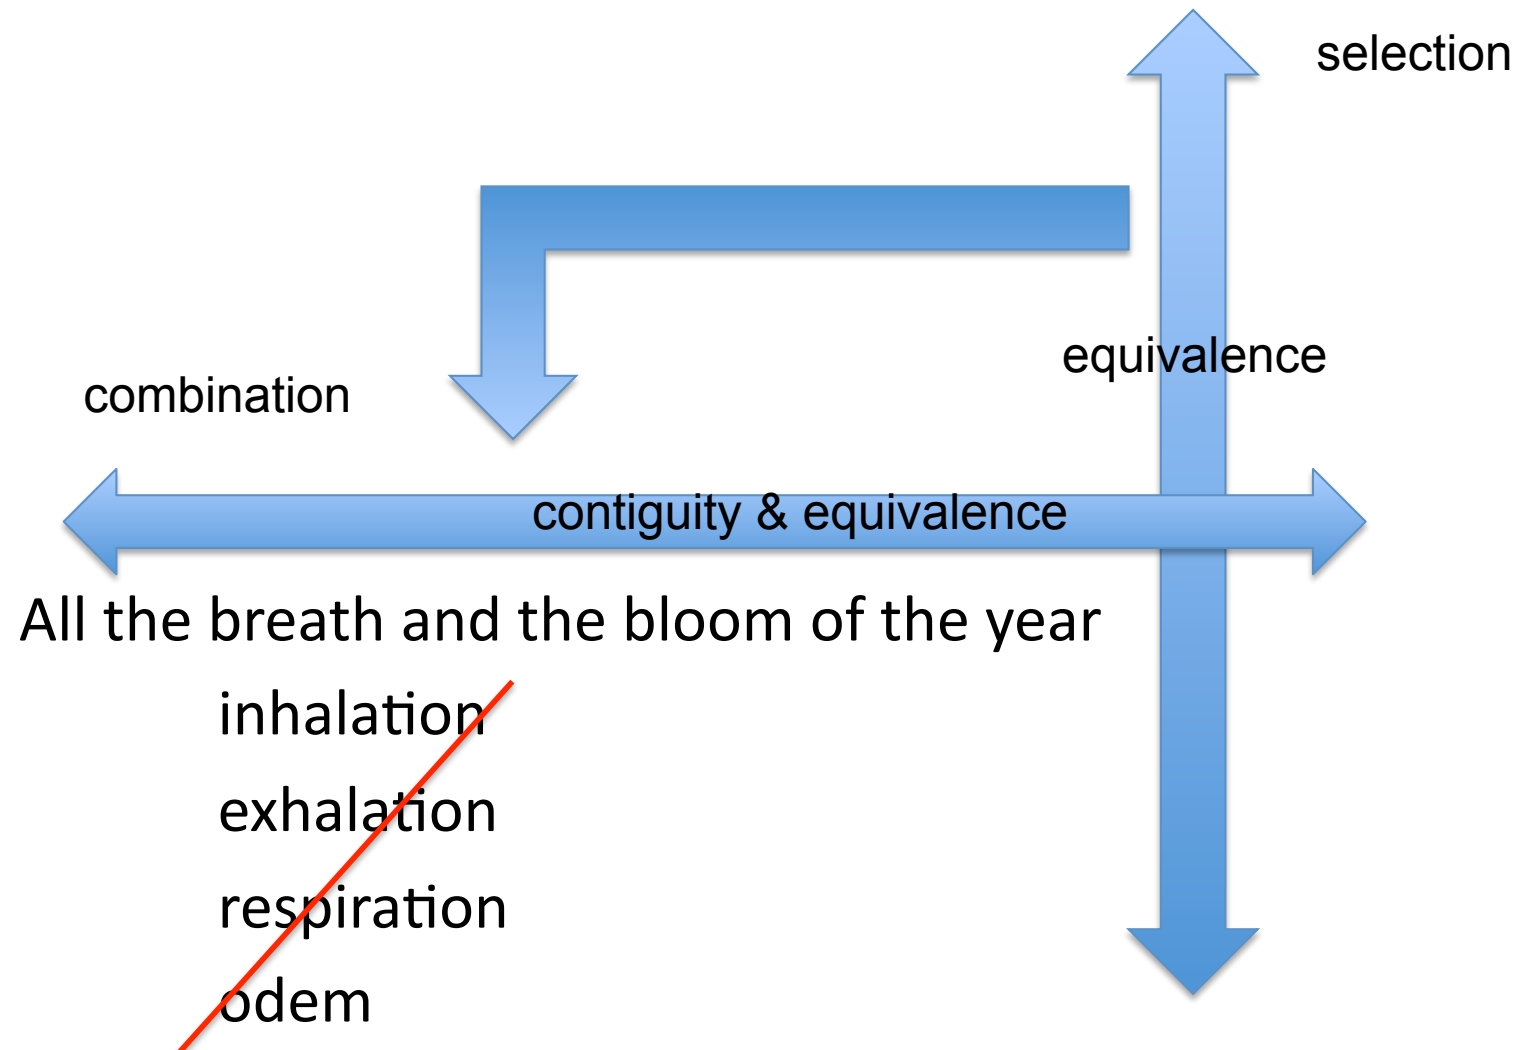 selection
equivalence
combination
contiguity & equivalence
All the breath and the bloom of the year
inhalation
exhalation
respiration
odem